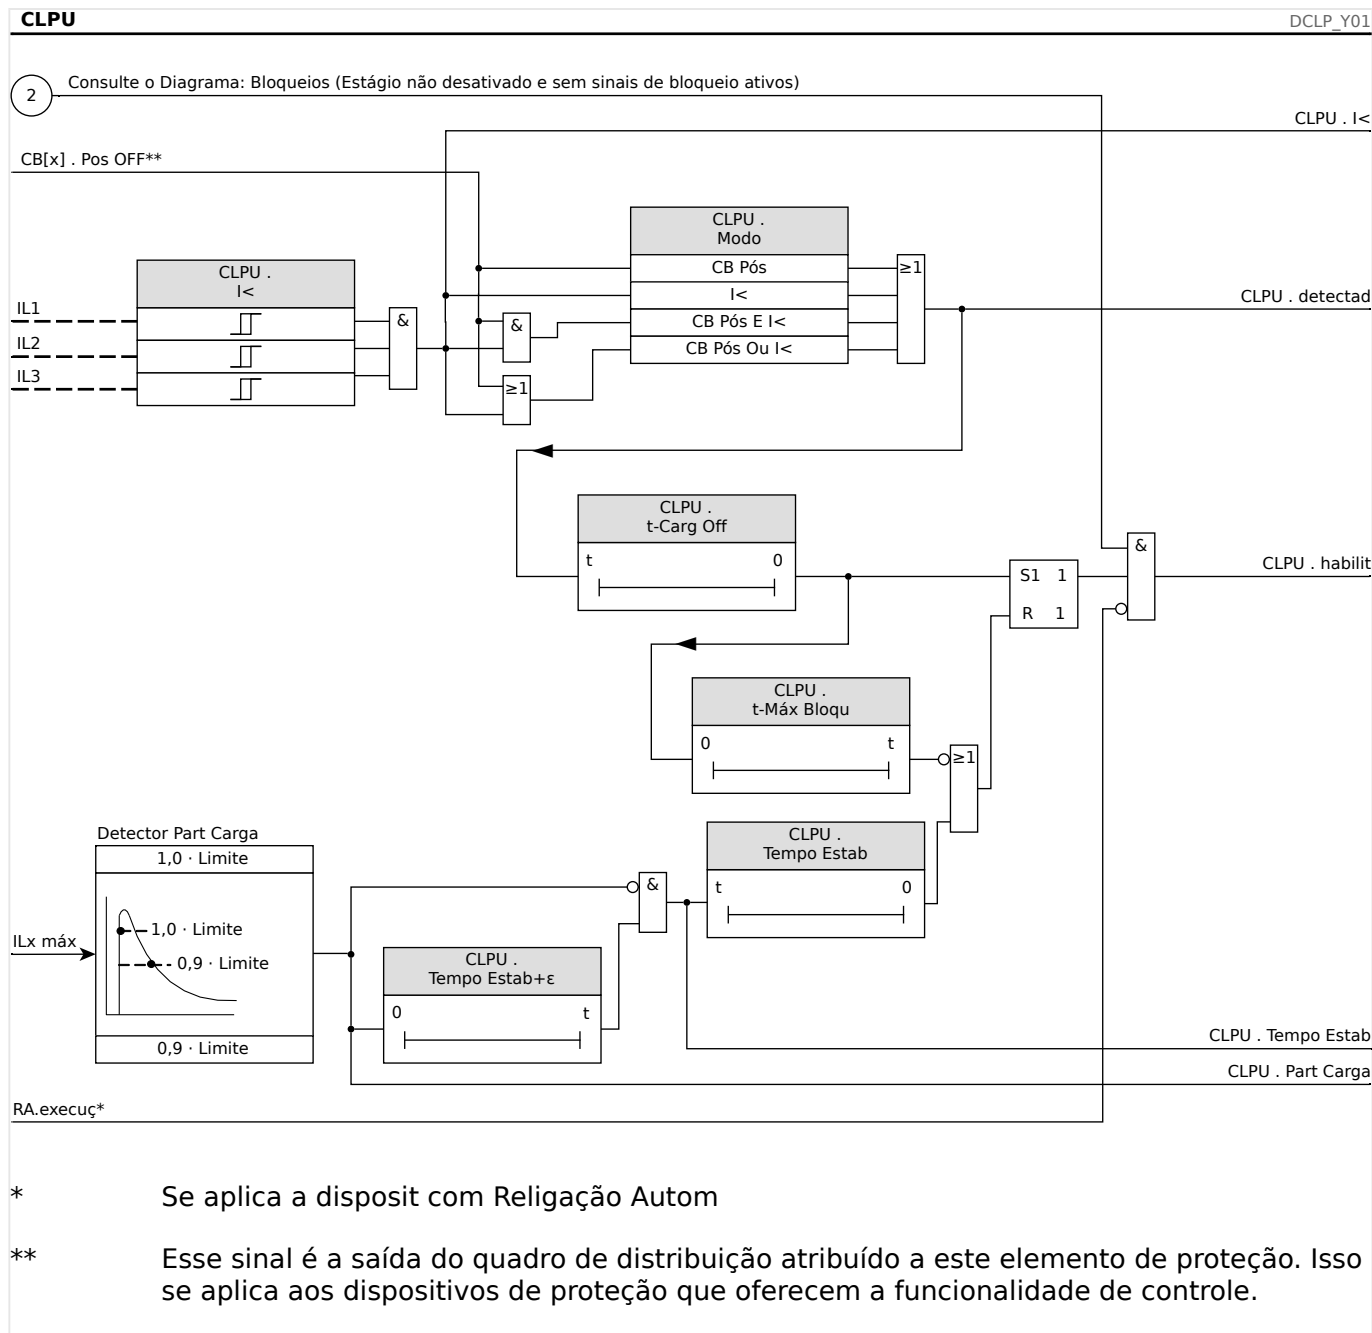 CLPU
DCLP_Y01
2
Consulte o Diagrama: Bloqueios (Estágio não desativado e sem sinais de bloqueio ativos)
CLPU . I<
CB[x] . Pos OFF**
CLPU .
Modo
CB Pós
I<
CB Pós E I<
CB Pós Ou I<
≥1
CLPU .
I<
IL1
IL2
IL3
&
&
≥1
CLPU . detectad
CLPU .
t-Carg Off
t
0
S1 1
R 1
&
CLPU . habilit
CLPU .
t-Máx Bloqu
0
t
≥1
Detector Part Carga
1,0 · Limite
1,0 · Limite
0,9 · Limite
0,9 · Limite
ILx máx
CLPU .
Tempo Estab
t
0
&
CLPU .
Tempo Estab+ε
0
t
CLPU . Tempo Estab
CLPU . Part Carga
RA.execuç*
* Se aplica a disposit com Religação Autom
** Esse sinal é a saída do quadro de distribuição atribuído a este elemento de proteção. Isso
se aplica aos dispositivos de proteção que oferecem a funcionalidade de controle.